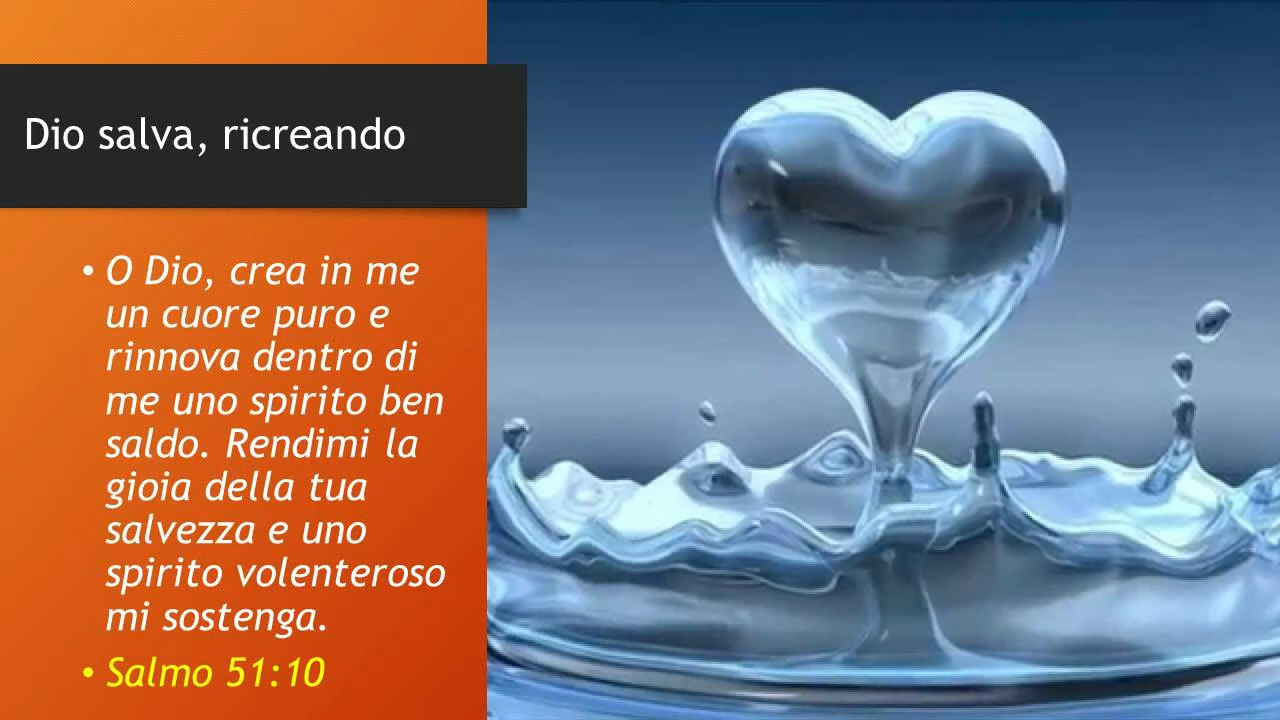 Dio salva, ricreando
• O Dio, crea in me
un cuore puro e
rinnova dentro di
me uno spirito ben
saldo. Rendimi la
gioia della tua
salvezza e uno
spirito volenteroso
mi sostenga.
• Salmo 51:10